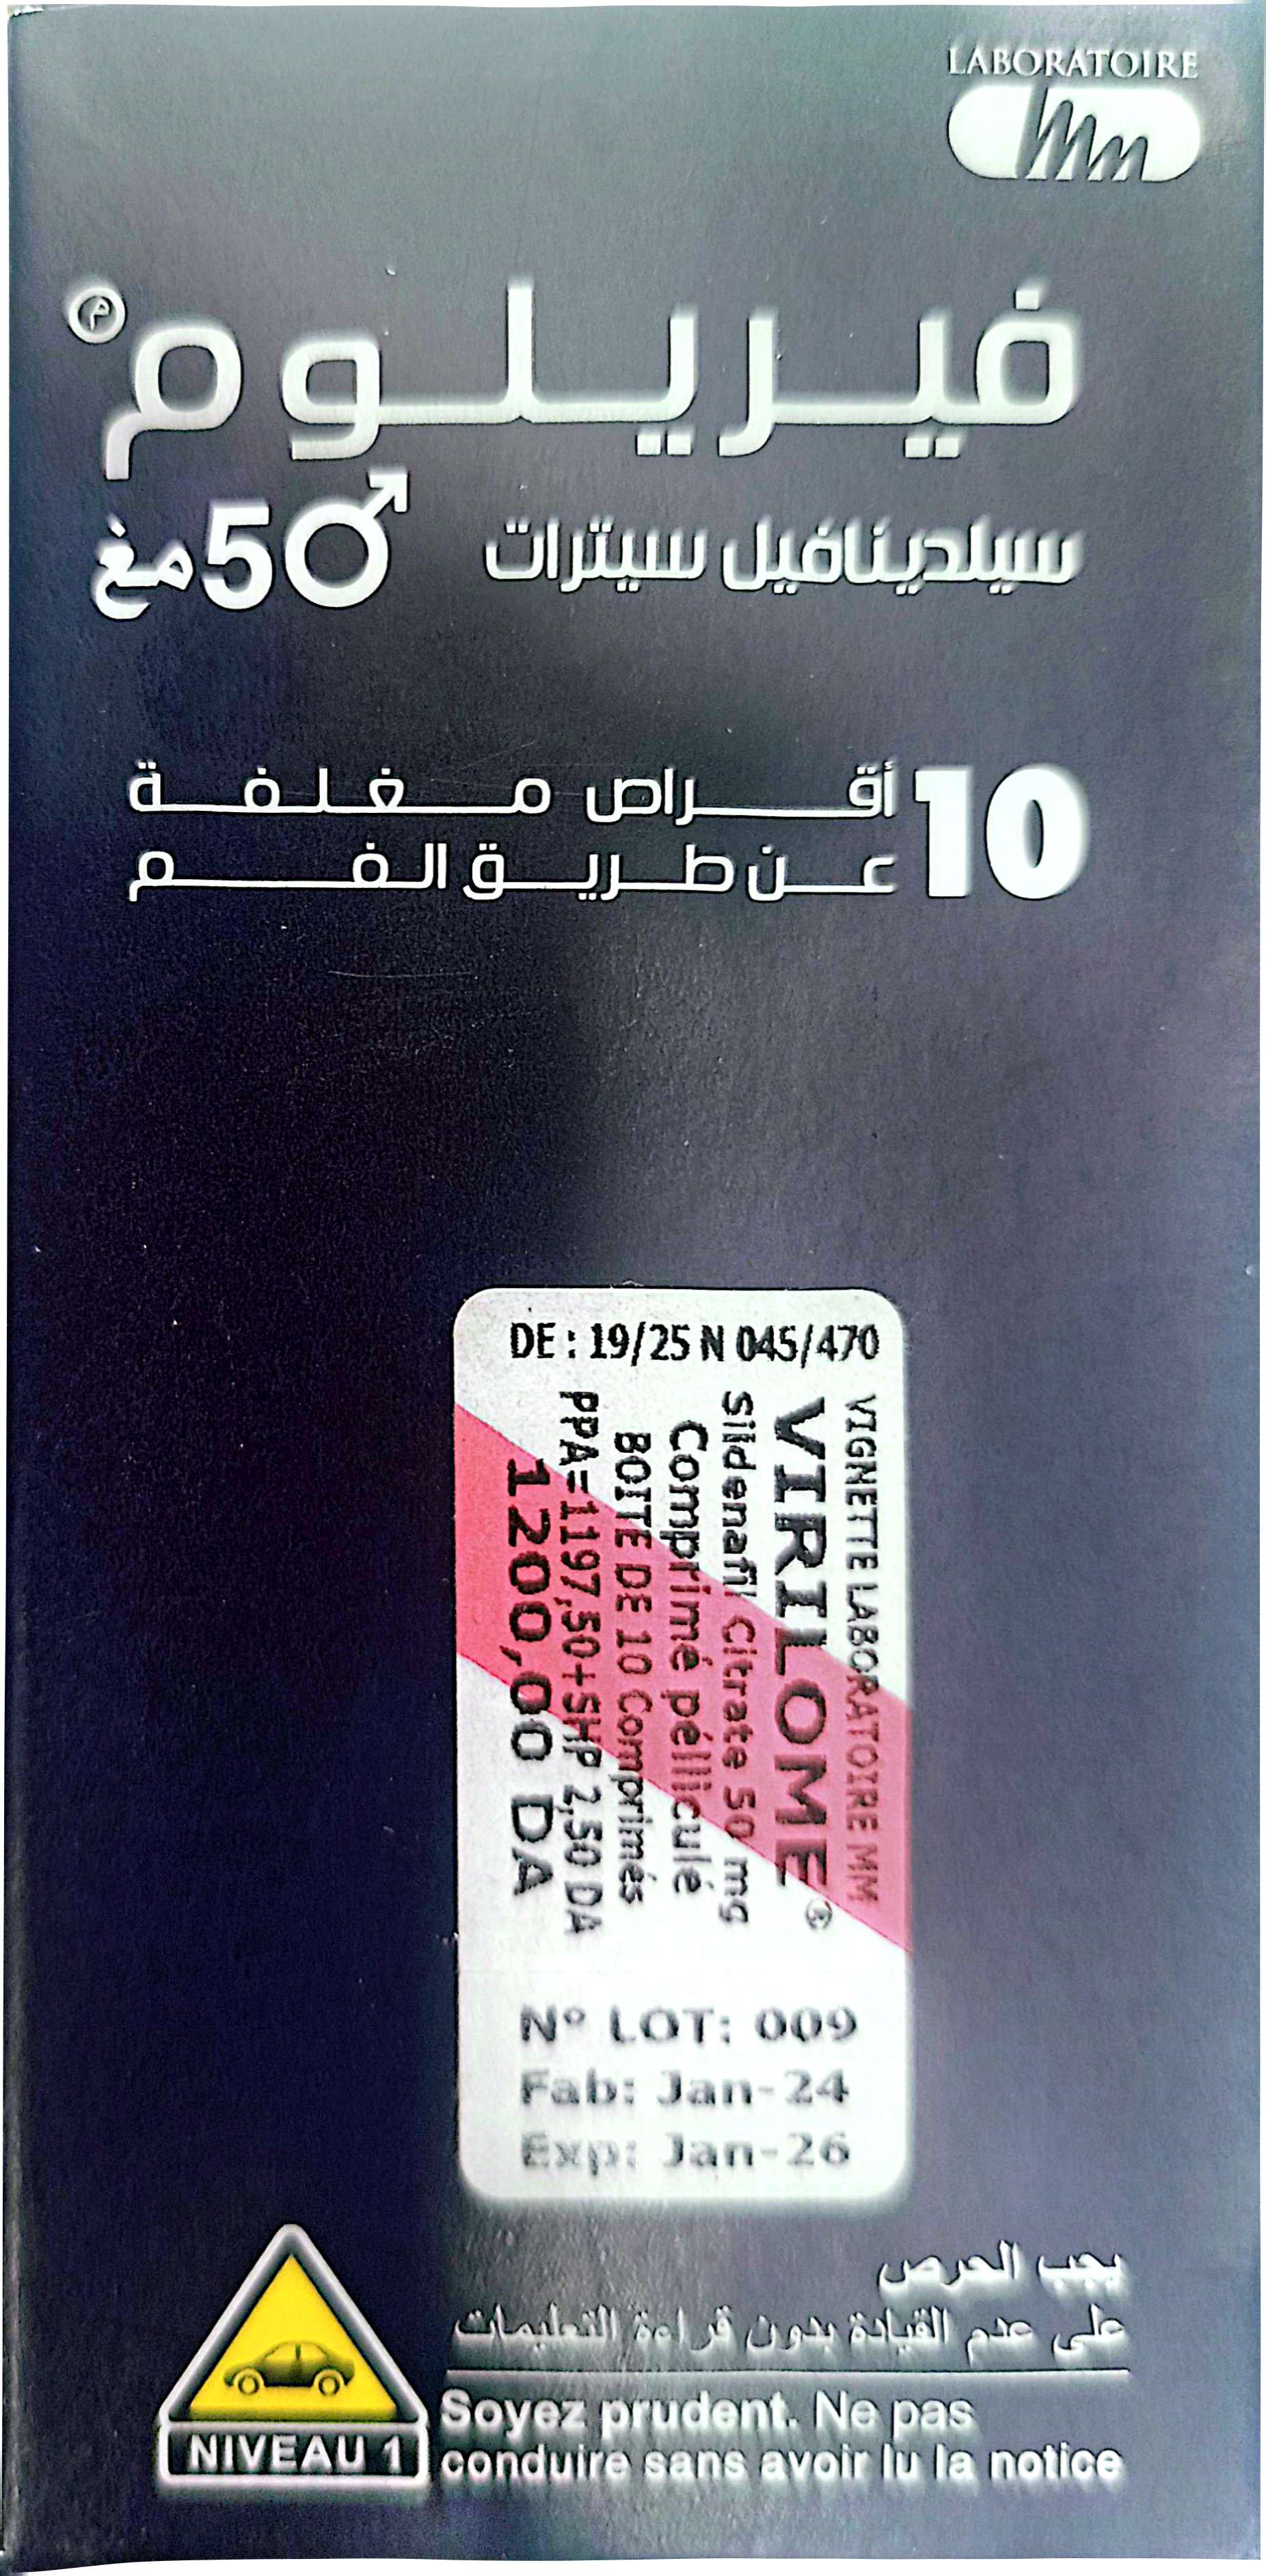 LABORATOIRE
Mm
فيريلوم م
سيلدينافيل سيترات 50 مغ
10 أقراص مغلفة
عن طريق الفم
DE : 19/25 N 045/470
VIGNETTE LABORATOIRE MM
VIRILOME®
Sildenafil Citrate 50 mg
Comprimé péllliculé
BOITE DE 10 Comprimés
PPA=1197,50+SHP 2,50 DA
1200,00 DA
N° LOT: 009
Fab: Jan-24
Exp: Jan-26
يجب الحرص
على عدم القيادة بدون قراءة التعليمات
NIVEAU 1
Soyez prudent. Ne pas
conduire sans avoir lu la notice